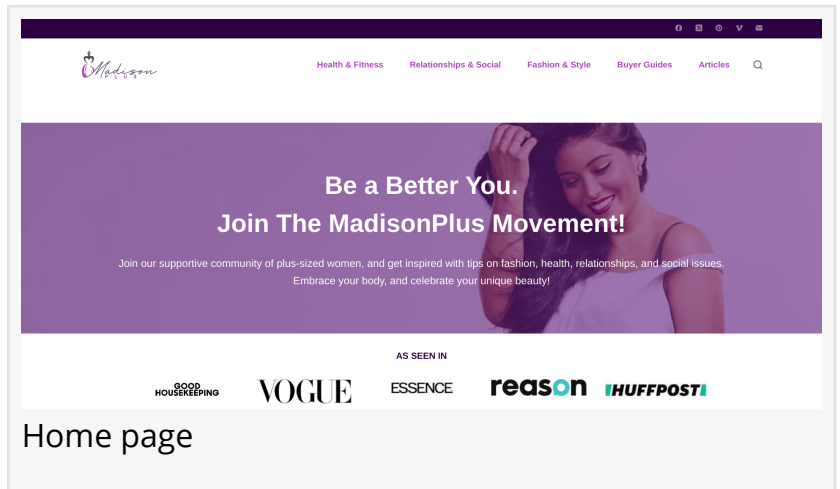 Madison
PLUS
Health & Fitness
Relationships & Social
Fashion & Style
Buyer Guides
Articles
Be a Better You.
Join The MadisonPlus Movement!
Join our supportive community of plus-sized women, and get inspired with tips on fashion, health, relationships, and social issues.
Embrace your body, and celebrate your unique beauty!
AS SEEN IN
GOOD
HOUSEKEEPING
VOGUE
ESSENCE
reason
HUFFPOST
Home page